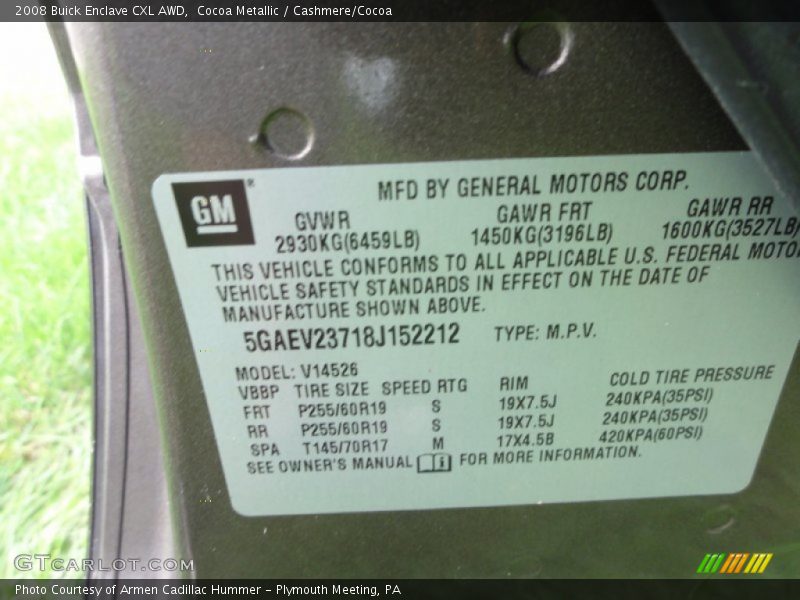 2008 Buick Enclave CXL AWD, Cocoa Metallic / Cashmere/Cocoa
GM®
MFD BY GENERAL MOTORS CORP.
GVWR GAWR FRT GAWR RR
2930KG(6459LB) 1450KG(3196LB) 1600KG(3527LB)
THIS VEHICLE CONFORMS TO ALL APPLICABLE U.S. FEDERAL MOTO
VEHICLE SAFETY STANDARDS IN EFFECT ON THE DATE OF
MANUFACTURE SHOWN ABOVE.
5GAEV23718J152212 TYPE: M.P.V.
MODEL: V14526
VBBP TIRE SIZE SPEED RTG RIM COLD TIRE PRESSURE
FRT P255/60R19 S 19X7.5J 240KPA(35PSI)
RR P255/60R19 S 19X7.5J 240KPA(35PSI)
SPA T145/70R17 M 17X4.5B 420KPA(60PSI)
SEE OWNER'S MANUAL FOR MORE INFORMATION.
GTCarLot.com
Photo Courtesy of Armen Cadillac Hummer - Plymouth Meeting, PA